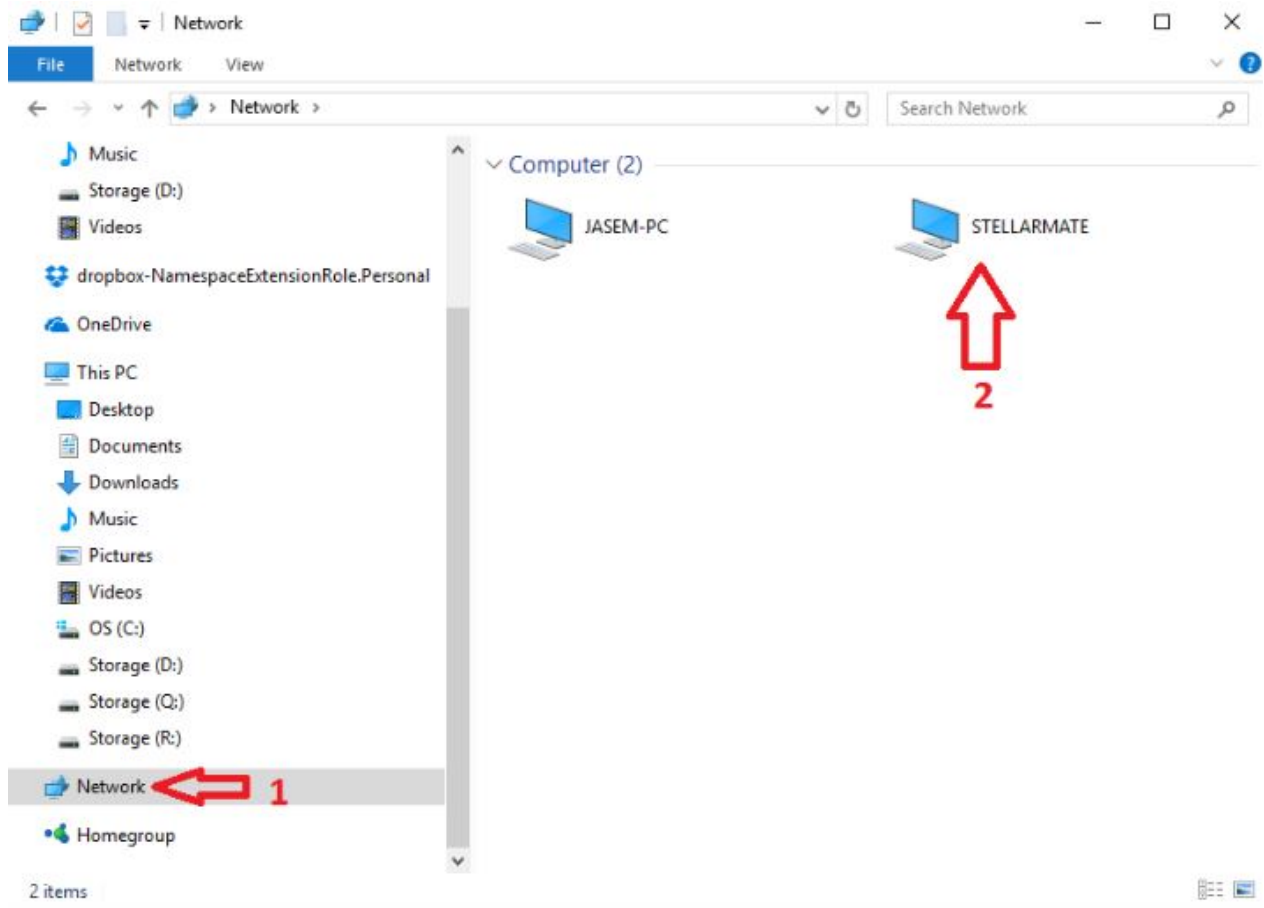 Network
File Network View
Network
Search Network
Music
Storage (D:)
Videos
dropbox-NamespaceExtensionRole.Personal
OneDrive
This PC
Desktop
Documents
Downloads
Music
Pictures
Videos
OS (C:)
Storage (D:)
Storage (Q:)
Storage (R:)
Network 1
Homegroup
Computer (2)
JASEM-PC STELLARMATE
2
2 items